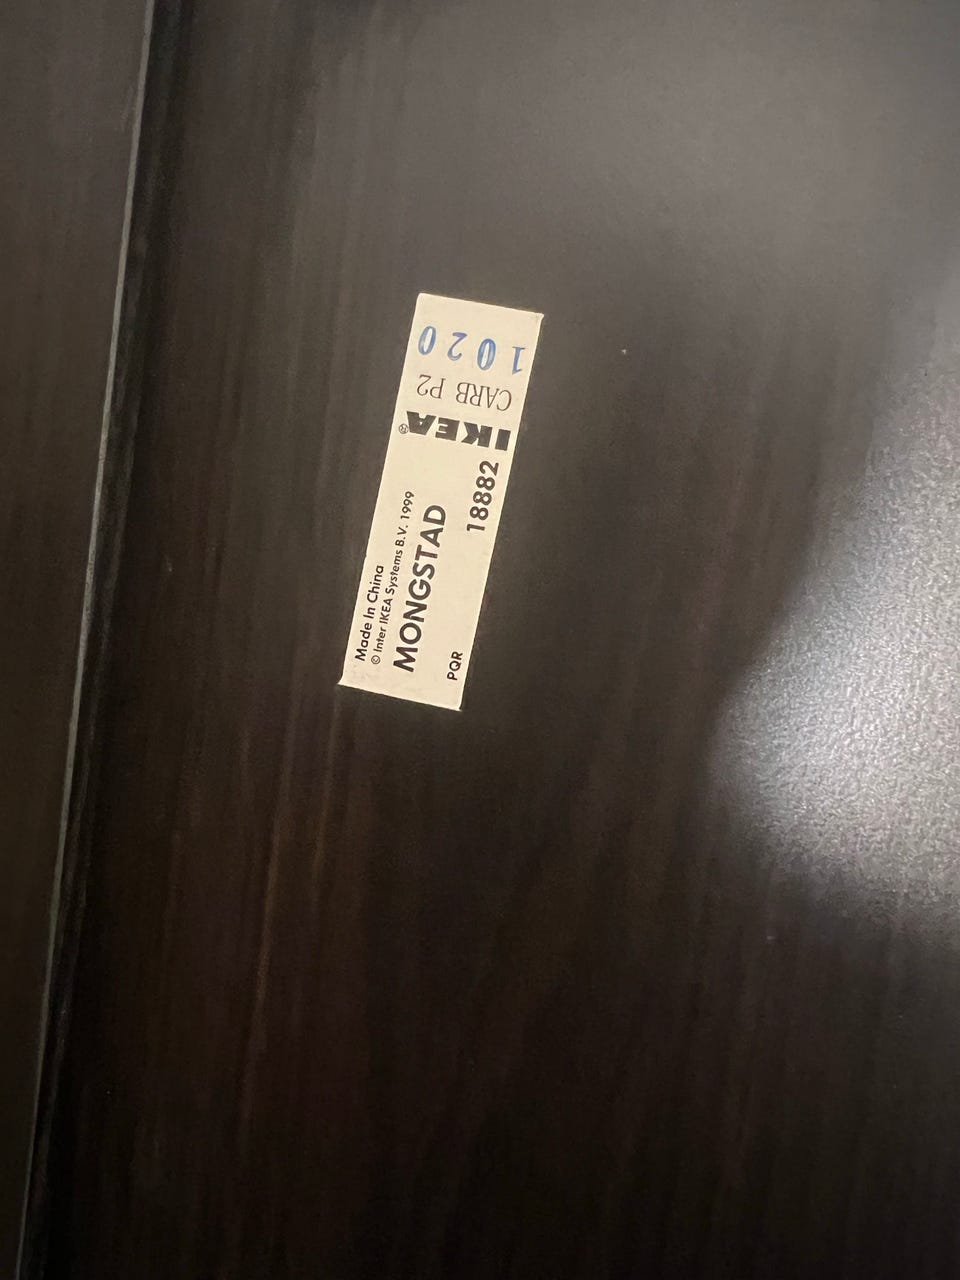 Made In China
© Inter IKEA Systems B.V. 1999
MONGSTAD
PQR 18882
IKEA®
CARB P2
1020